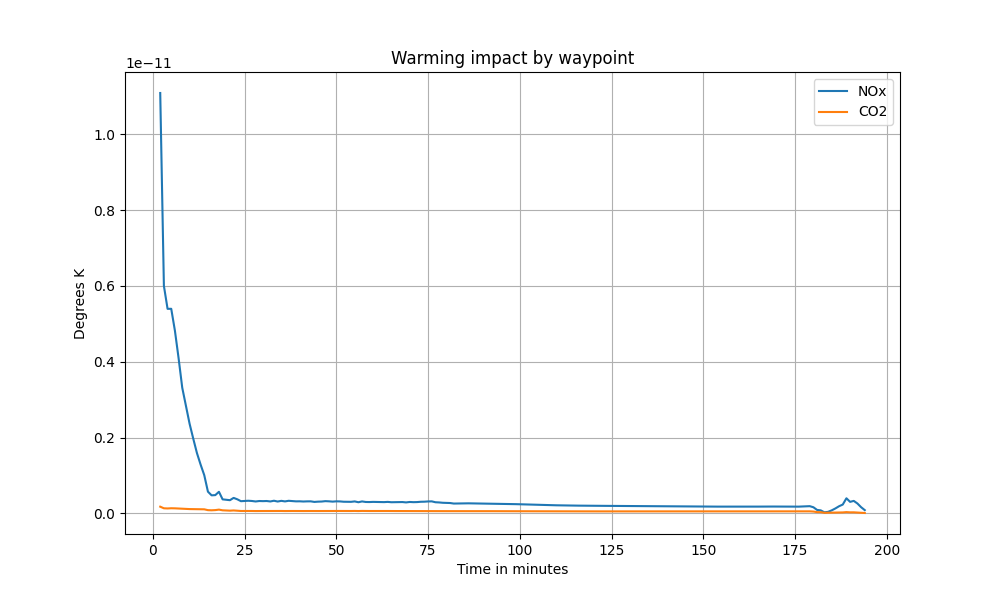 Warming impact by waypoint
1e−11
NOx
CO2
1.0
0.8
0.6
0.4
0.2
0.0
Degrees K
0 25 50 75 100 125 150 175 200
Time in minutes